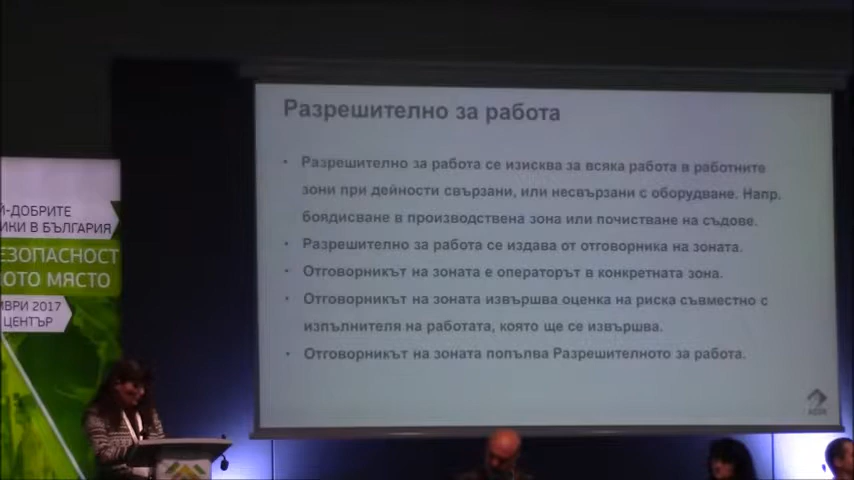 Разрешително за работа
• Разрешително за работа се изисква за всяка работа в работните
зони при дейности свързани, или несвързани с оборудване. Напр.
боядисване в производствена зона или почистване на съдове.
• Разрешително за работа се издава от отговорника на зоната.
• Отговорникът на зоната е операторът в конкретната зона.
• Отговорникът на зоната извършва оценка на риска съвместно с
изпълнителя на работата, която ще се извършва.
• Отговорникът на зоната попълва Разрешителното за работа.
Й-ДОБРИТЕ
ИКИ В БЪЛГАРИЯ
ЕЗОПАСНОСТ
КОТО МЯСТО
МВРИ 2017
ЦЕНТЪР